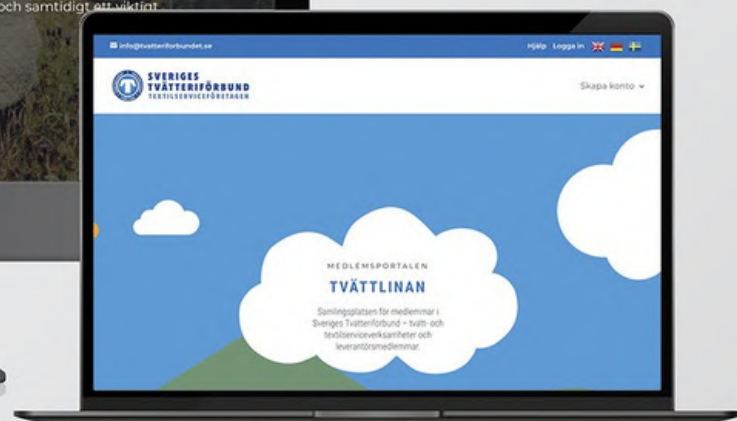 och samtidigt ett viktigt
info@tvatteriforbundet.se
Hjälp Logga in
SVERIGES
TVÄTTERIFÖRBUND
TEXTILSERVICEFÖRETAGEN
Skapa konto
MEDLEMSPORTALEN
TVÄTTLINAN
Samlingsplatsen för medlemmar i
Sveriges Tvätteriförbund – tvätt- och
textilserviceverksamheter och
leverantörsmedlemmar.